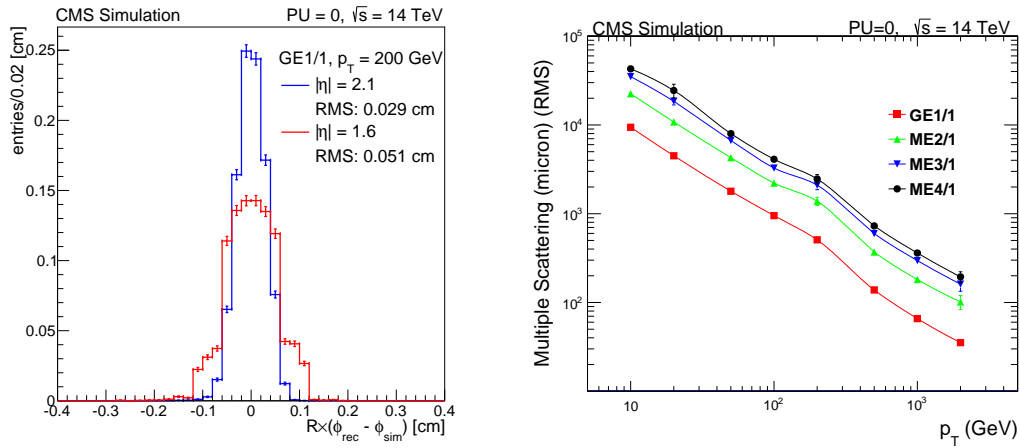 CMS Simulation
PU = 0, √s = 14 TeV
entries/0.02 [cm]
0.25
0.2
0.15
0.1
0.05
0
GE1/1, p_T = 200 GeV
|η| = 2.1
RMS: 0.029 cm
|η| = 1.6
RMS: 0.051 cm
-0.4 -0.3 -0.2 -0.1 0 0.1 0.2 0.3 0.4
R×(ϕ_rec - ϕ_sim) [cm]
CMS Simulation
PU=0, √s = 14 TeV
Multiple Scattering (micron) (RMS)
10^5
10^4
10^3
10^2
GE1/1
ME2/1
ME3/1
ME4/1
10 10^2 10^3
p_T (GeV)